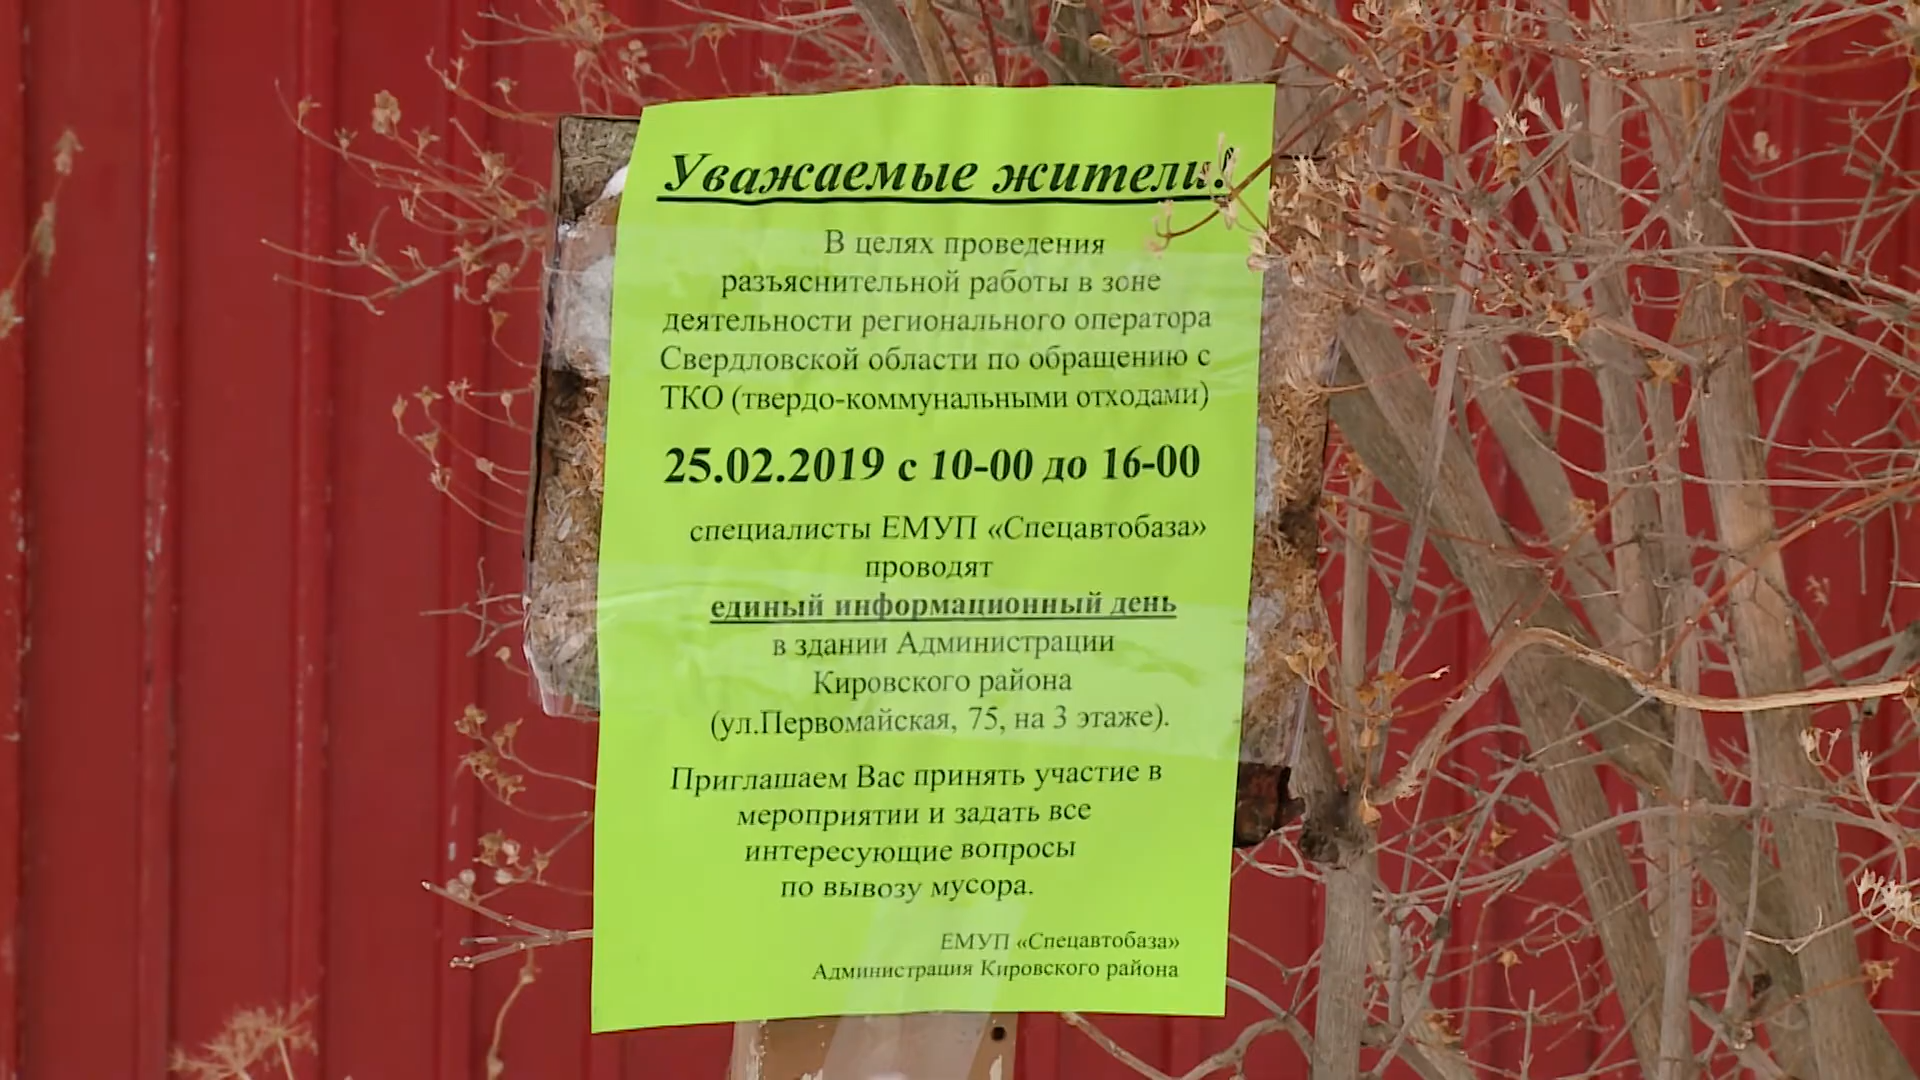 Уважаемые жители!
В целях проведения
разъяснительной работы в зоне
деятельности регионального оператора
Свердловской области по обращению с
ТКО (твердо-коммунальными отходами)
25.02.2019 с 10-00 до 16-00
специалисты ЕМУП «Спецавтобаза»
проводят
единый информационный день
в здании Администрации
Кировского района
(ул.Первомайская, 75, на 3 этаже).
Приглашаем Вас принять участие в
мероприятии и задать все
интересующие вопросы
по вывозу мусора.
ЕМУП «Спецавтобаза»
Администрация Кировского района